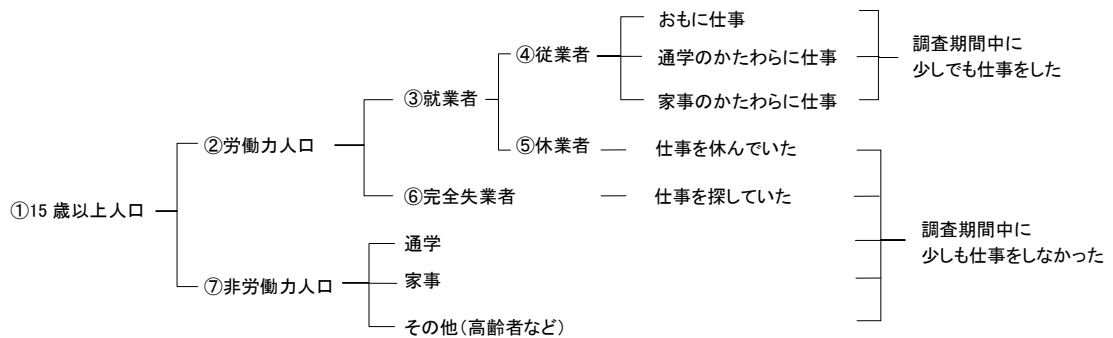 おもに仕事
④従業者
通学のかたわらに仕事
調査期間中に
少しでも仕事をした
③就業者
家事のかたわらに仕事
②労働力人口
⑤休業者
仕事を休んでいた
⑥完全失業者
仕事を探していた
①15 歳以上人口
通学
調査期間中に
少しも仕事をしなかった
⑦非労働力人口
家事
その他(高齢者など)